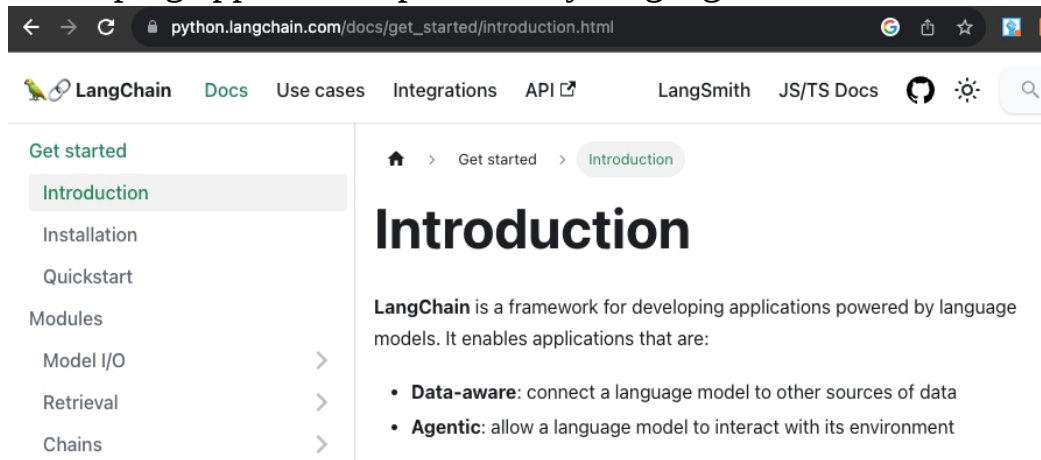 python.langchain.com/docs/get_started/introduction.html
LangChain Docs Use cases Integrations API LangSmith JS/TS Docs
Get started
Introduction
Installation
Quickstart
Modules
Model I/O
Retrieval
Chains
Get started > Introduction
Introduction
LangChain is a framework for developing applications powered by language
models. It enables applications that are:
• Data-aware: connect a language model to other sources of data
• Agentic: allow a language model to interact with its environment